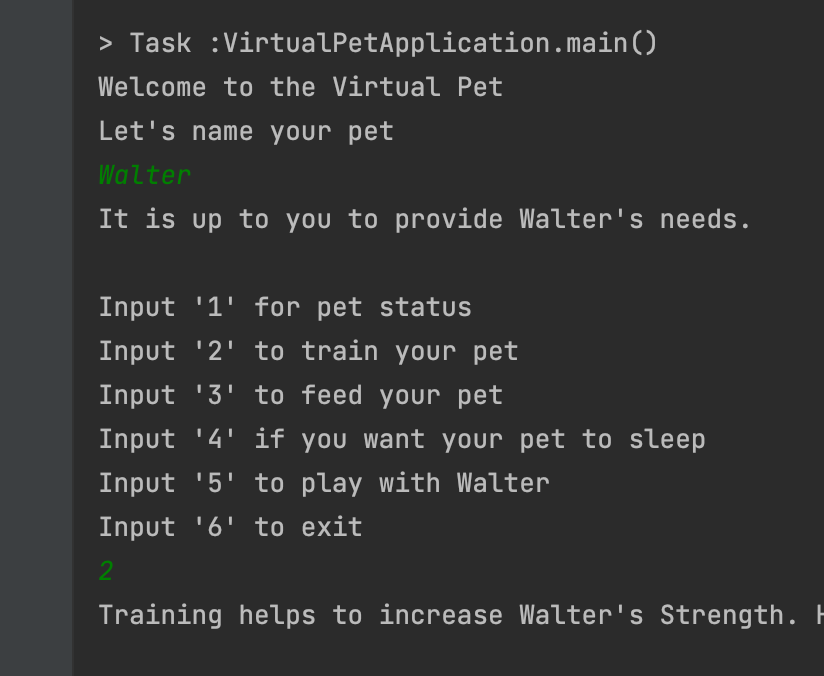 > Task :VirtualPetApplication.main()
Welcome to the Virtual Pet
Let's name your pet
Walter
It is up to you to provide Walter's needs.
Input '1' for pet status
Input '2' to train your pet
Input '3' to feed your pet
Input '4' if you want your pet to sleep
Input '5' to play with Walter
Input '6' to exit
2
Training helps to increase Walter's Strength.